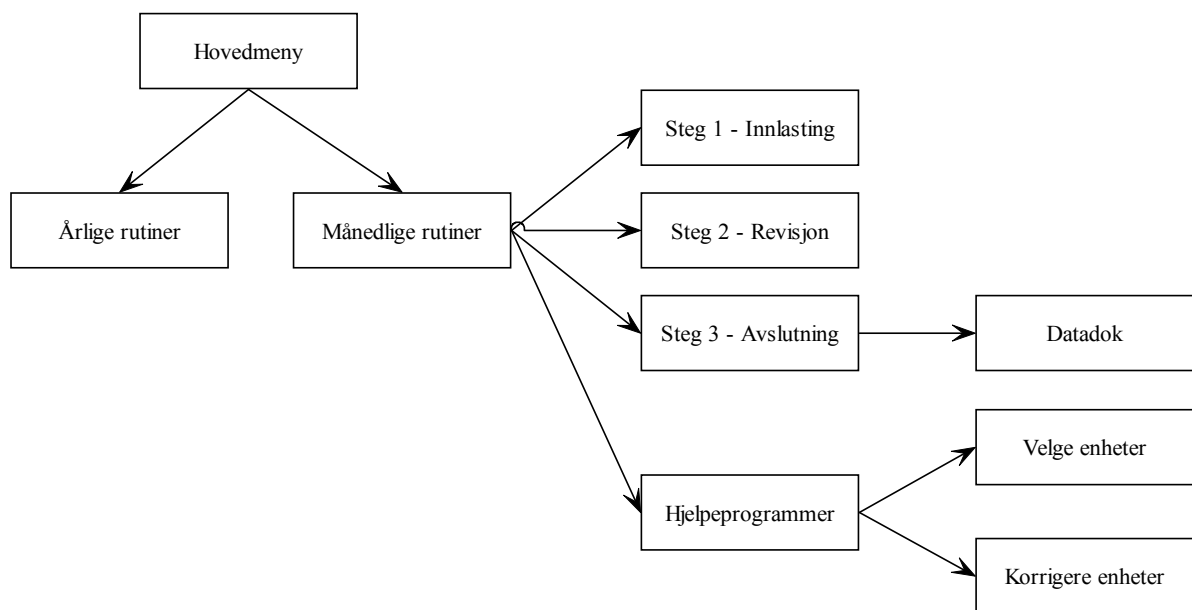 Hovedmeny
Årlige rutiner
Månedlige rutiner
Steg 1 - Innlasting
Steg 2 - Revisjon
Steg 3 - Avslutning
Datadok
Hjelpeprogrammer
Velge enheter
Korrigere enheter